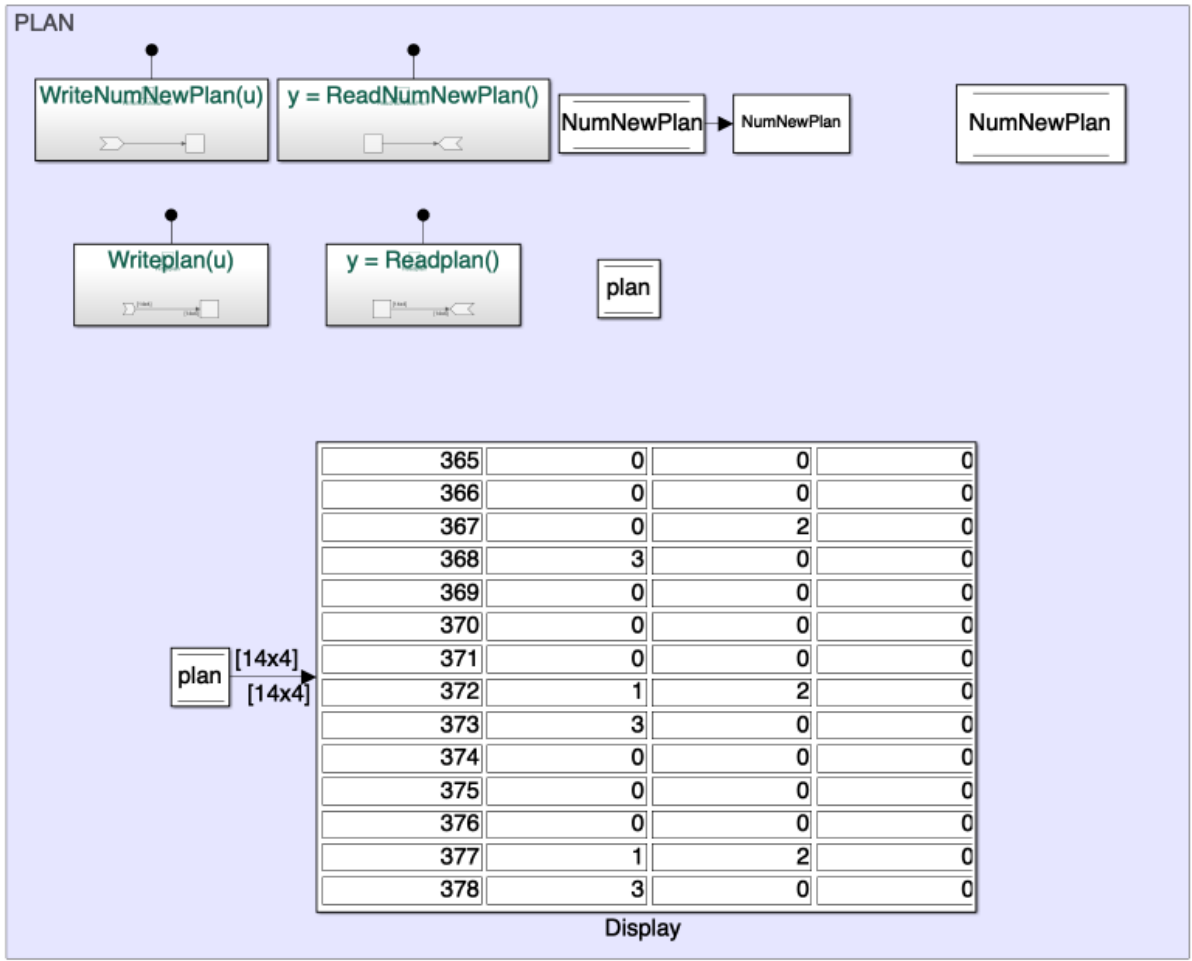 PLAN
WriteNumNewPlan(u)
y = ReadNumNewPlan()
NumNewPlan
NumNewPlan
NumNewPlan
Writeplan(u)
y = Readplan()
plan
plan
[14x4]
[14x4]
365 0 0 0
366 0 0 0
367 0 2 0
368 3 0 0
369 0 0 0
370 0 0 0
371 0 0 0
372 1 2 0
373 3 0 0
374 0 0 0
375 0 0 0
376 0 0 0
377 1 2 0
378 3 0 0
Display